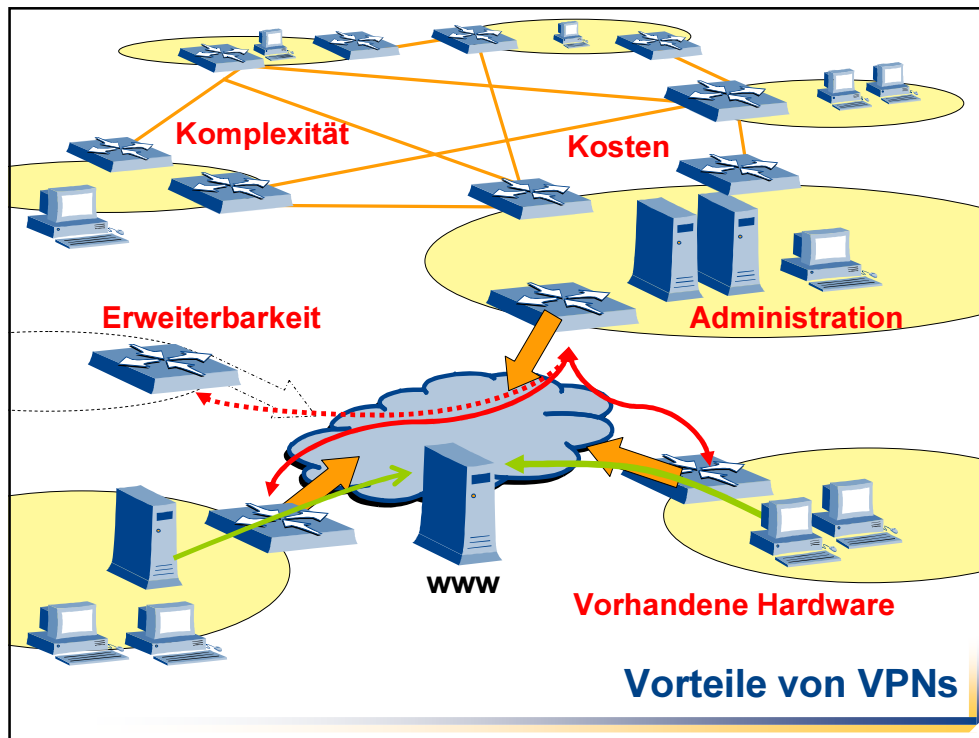 Komplexität
Kosten
Erweiterbarkeit
Administration
www
Vorhandene Hardware
Vorteile von VPNs